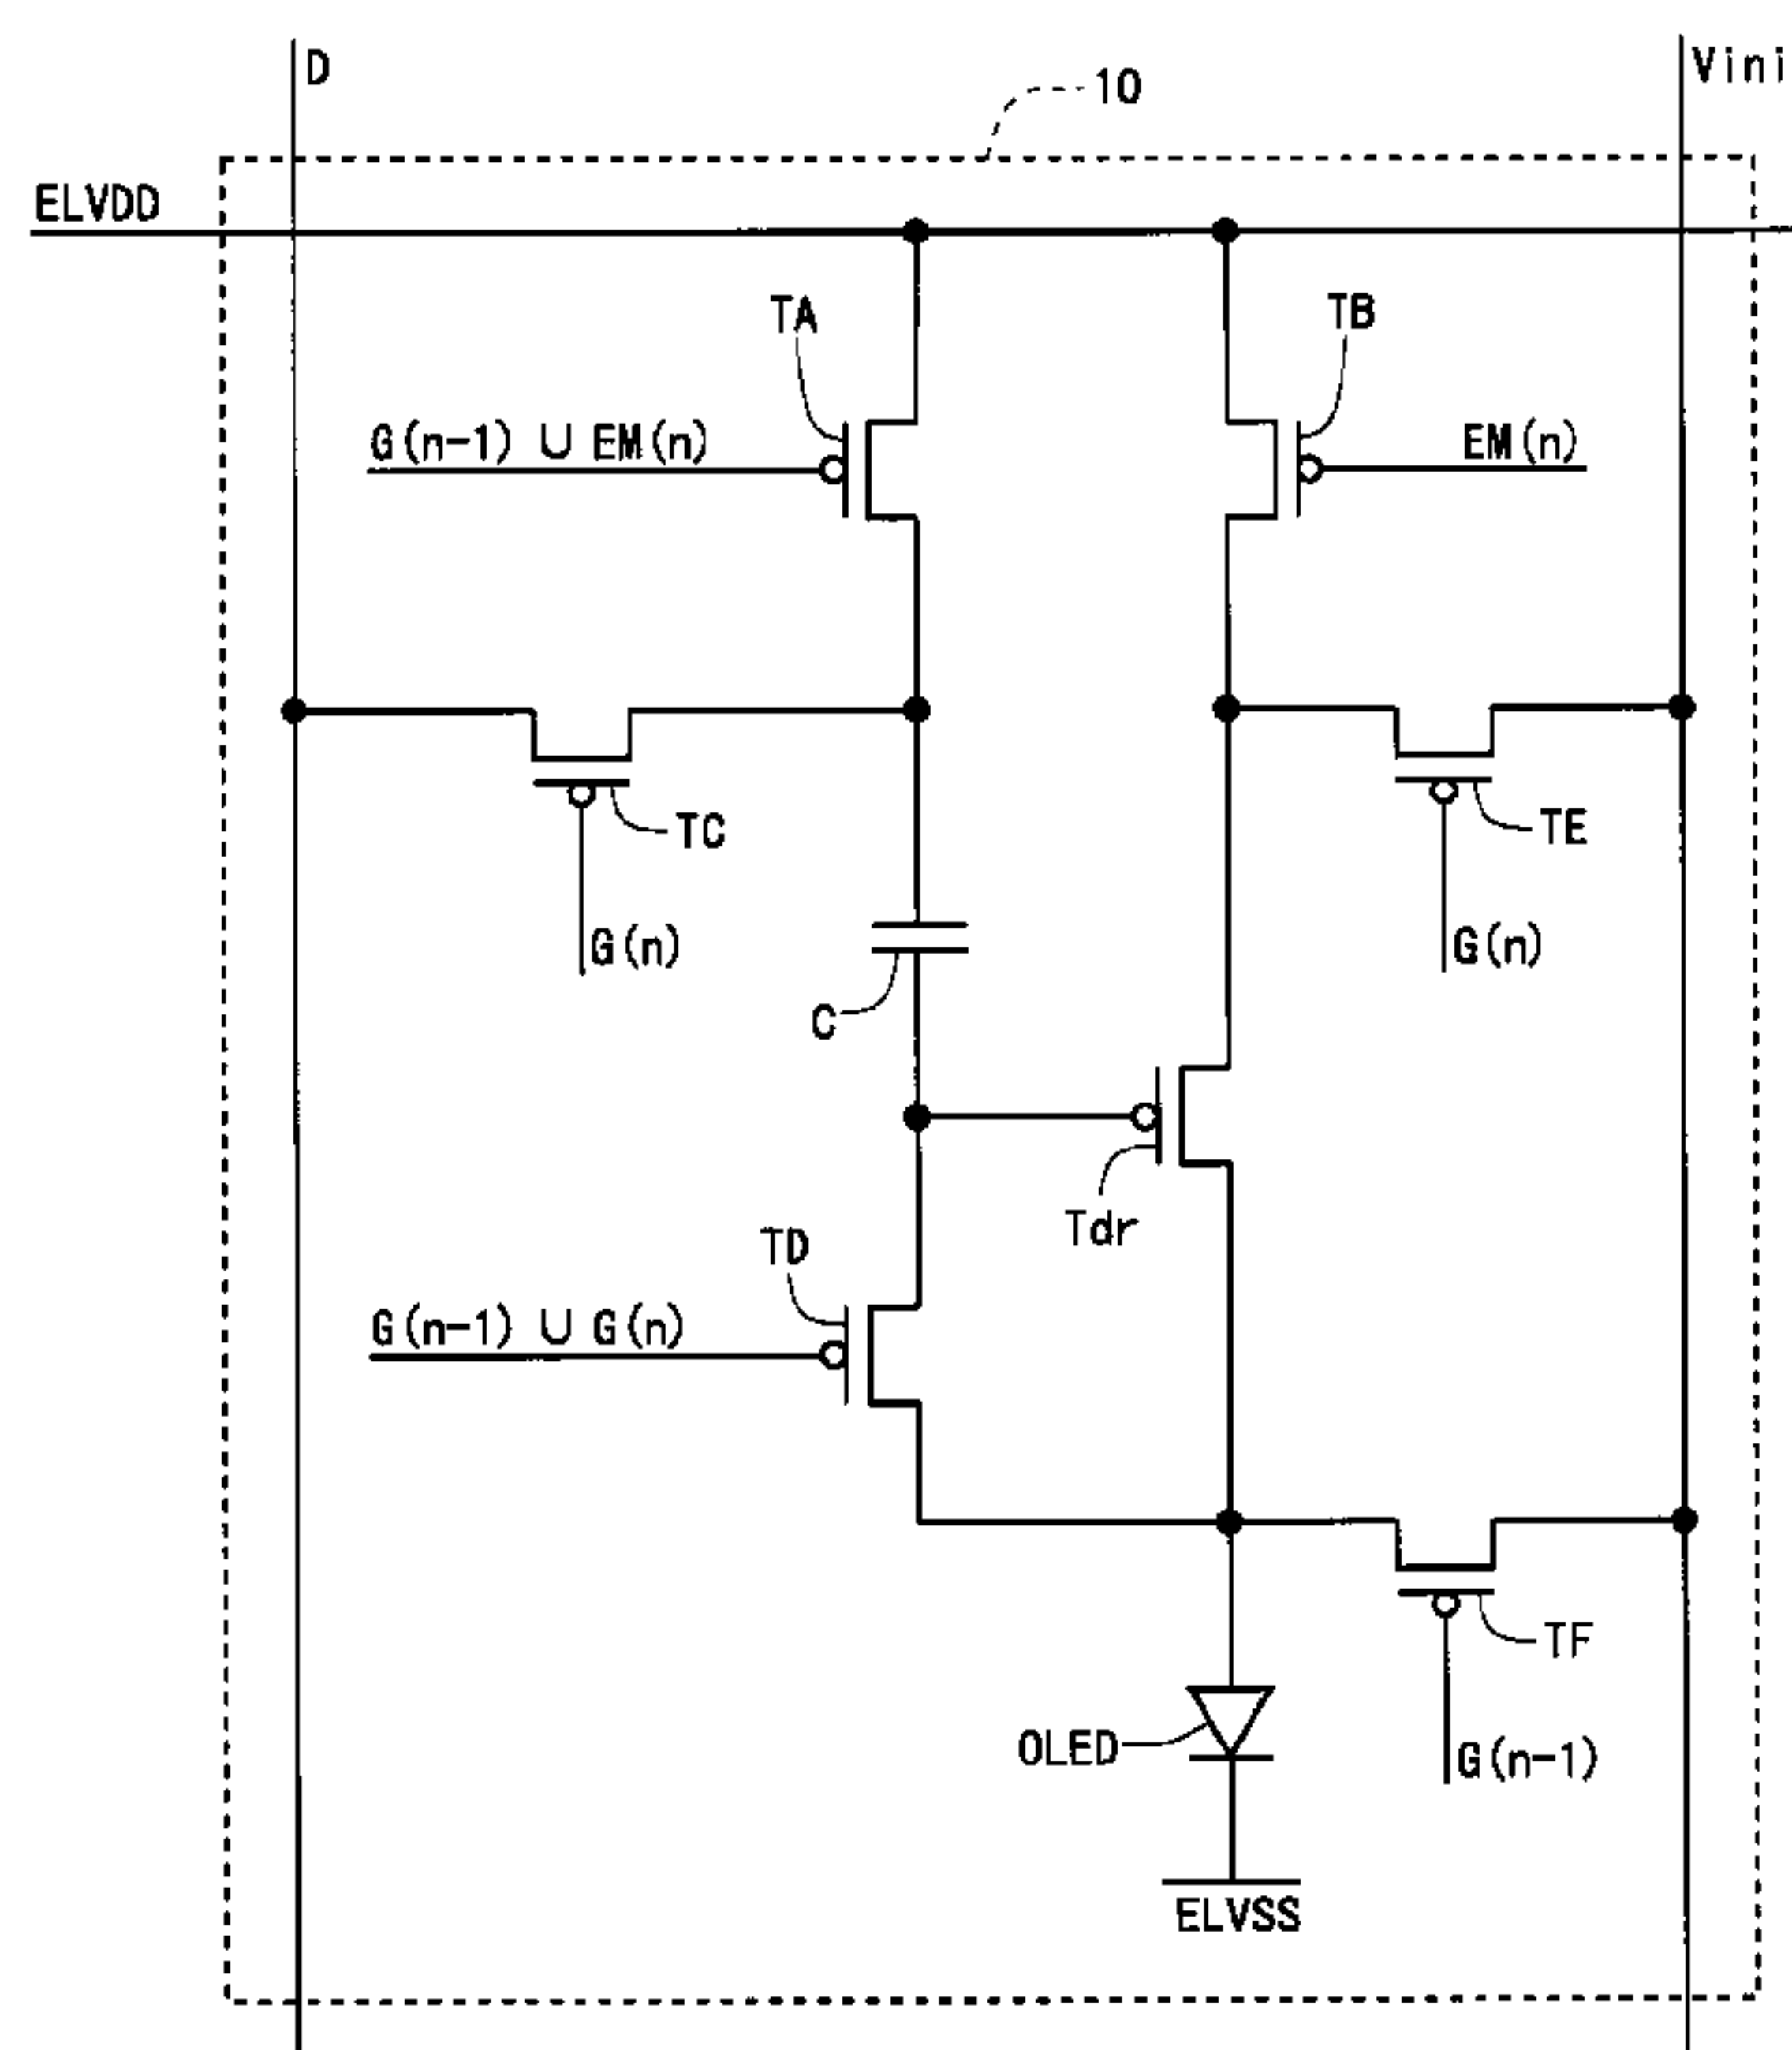 D
Vini
10
ELVDD
TA
TB
G(n-1) ∪ EM(n)
EM(n)
TC
TE
G(n)
G(n)
C
Tdr
TD
G(n-1) ∪ G(n)
TF
OLED
G(n-1)
ELVSS